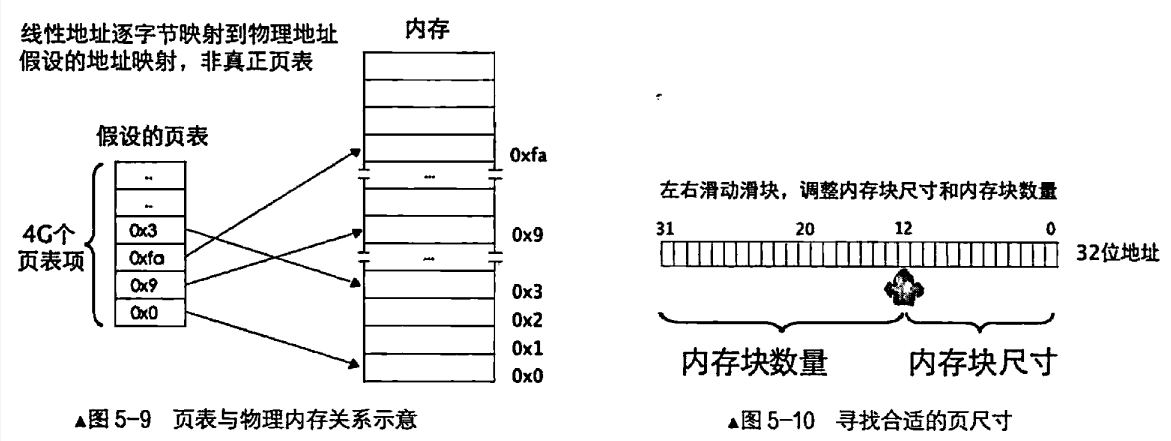 线性地址逐字节映射到物理地址
假设的地址映射，非真正页表
内存
假设的页表
..
..
0x3
0xfa
0x9
0x0
4G个
页表项
0xfa
...
0x9
...
0x3
0x2
0x1
0x0
▲图 5-9 页表与物理内存关系示意
左右滑动滑块，调整内存块尺寸和内存块数量
31 20 12 0
32位地址
内存块数量 内存块尺寸
▲图 5-10 寻找合适的页尺寸